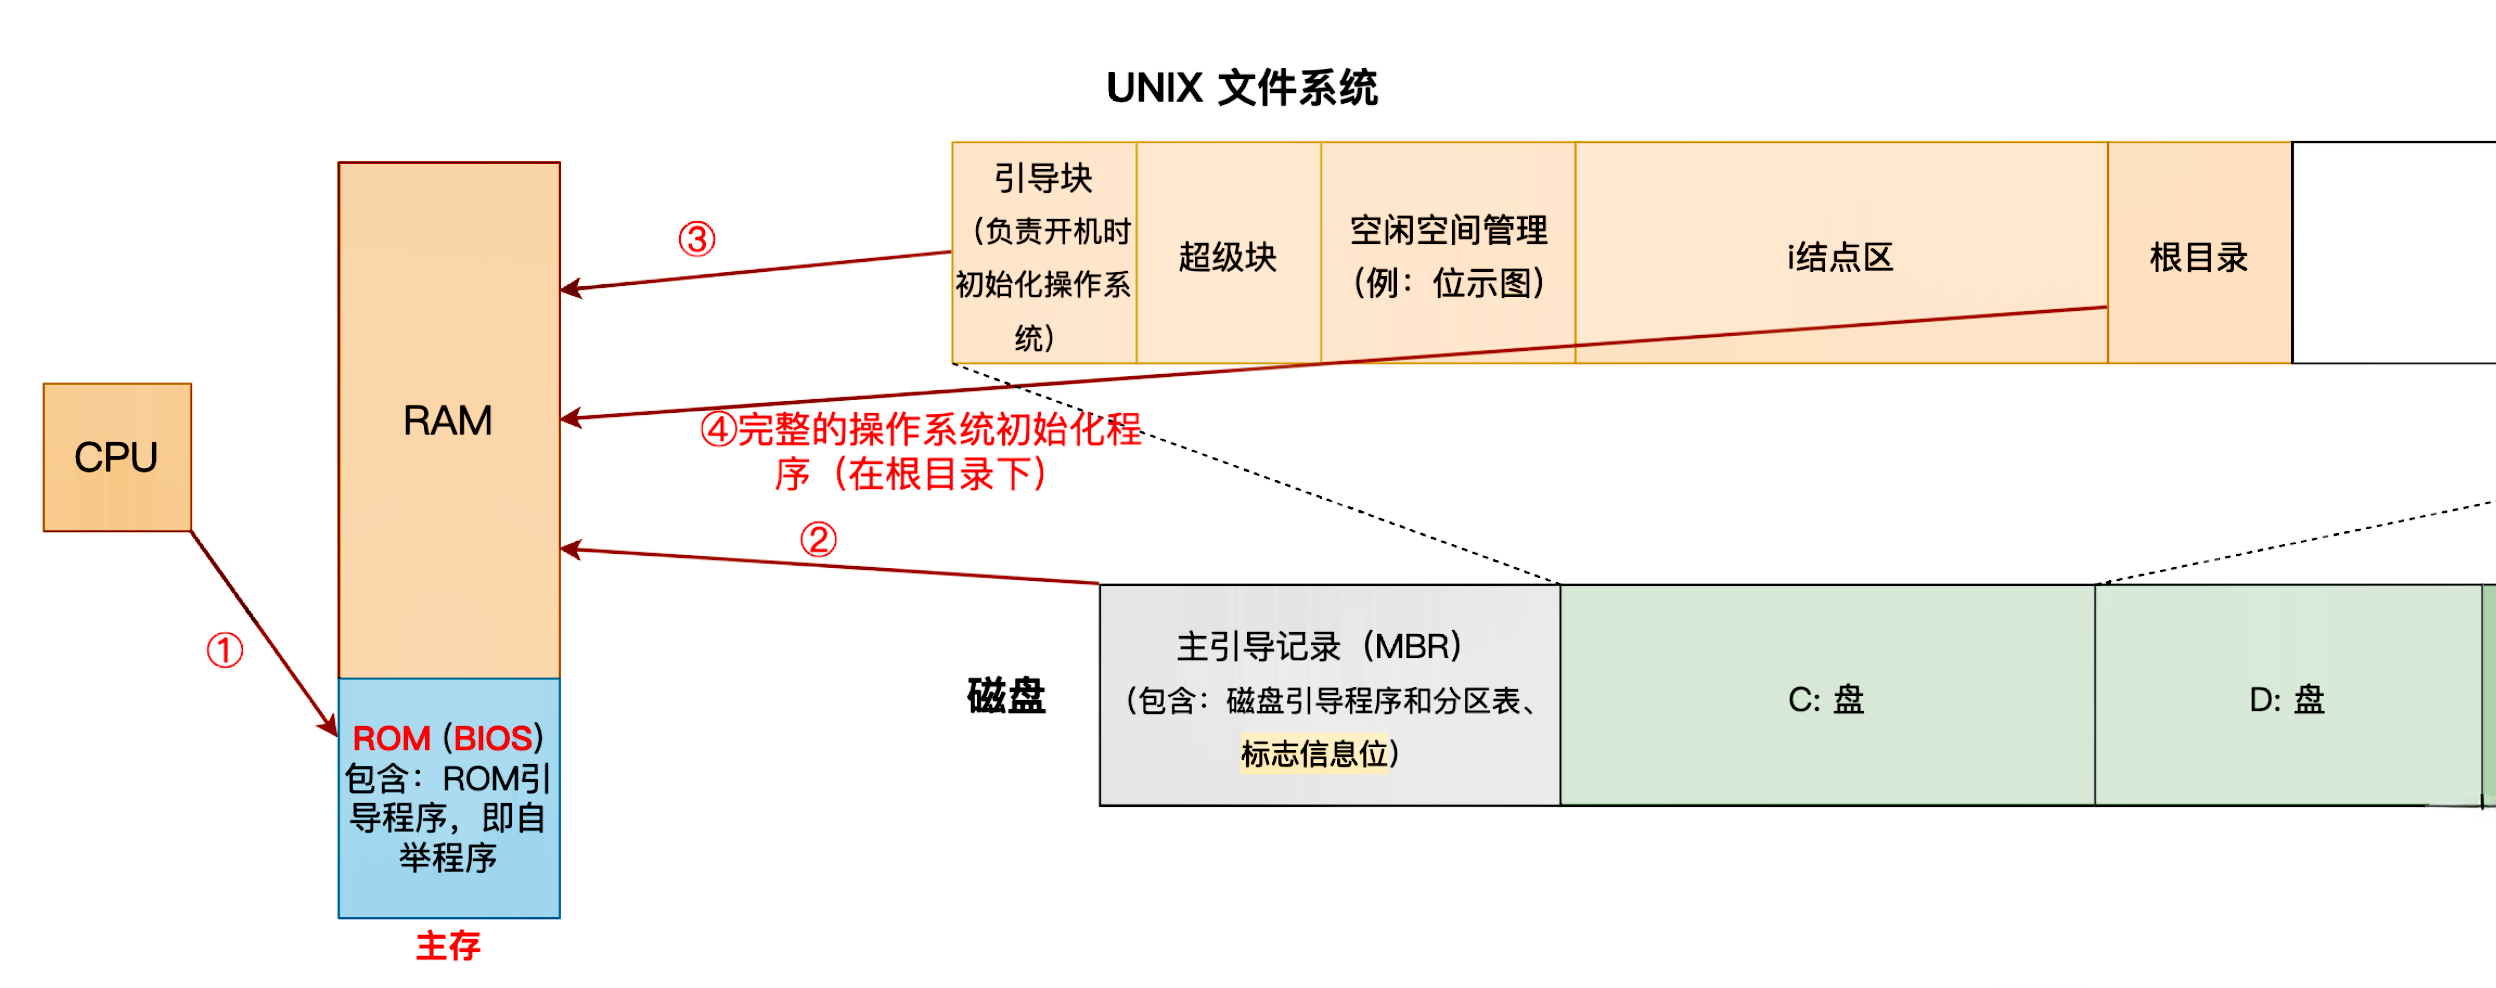 UNIX 文件系统
引导块
（负责开机时
初始化操作系
统）
超级块
空闲空间管理
（例：位示图）
i结点区
根目录
③
RAM
CPU
④完整的操作系统初始化程
序（在根目录下）
②
①
磁盘
主引导记录（MBR）
（包含：磁盘引导程序和分区表、
标志信息位）
C: 盘
D: 盘
ROM (BIOS)
包含：ROM引
导程序，即自
举程序
主存